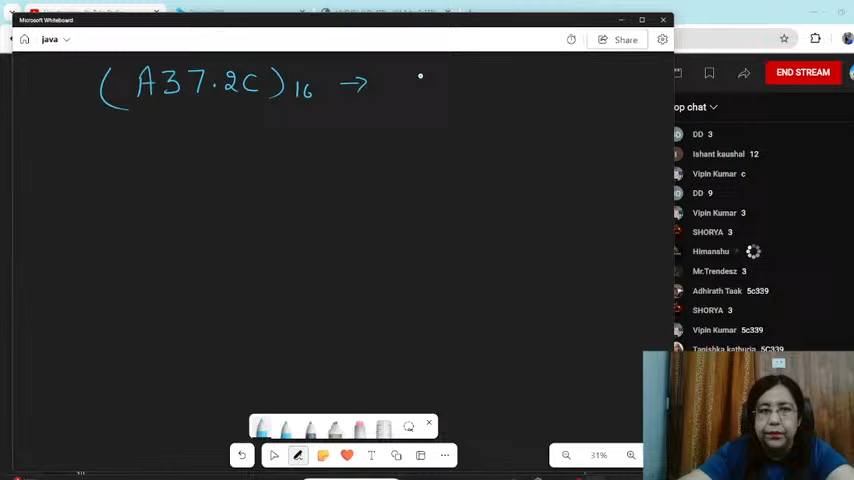 Microsoft Whiteboard
java
Share
END STREAM
(A37.2C)16 →
op chat
DD 3
Ishant kaushal 12
Vipin Kumar c
DD 9
Vipin Kumar 3
SHORYA 3
Himanshu
Mr.Trendesz 3
Adhirath Taak 5c339
SHORYA 3
Vipin Kumar 5c339
Tanishka kathuria 5C339
31%